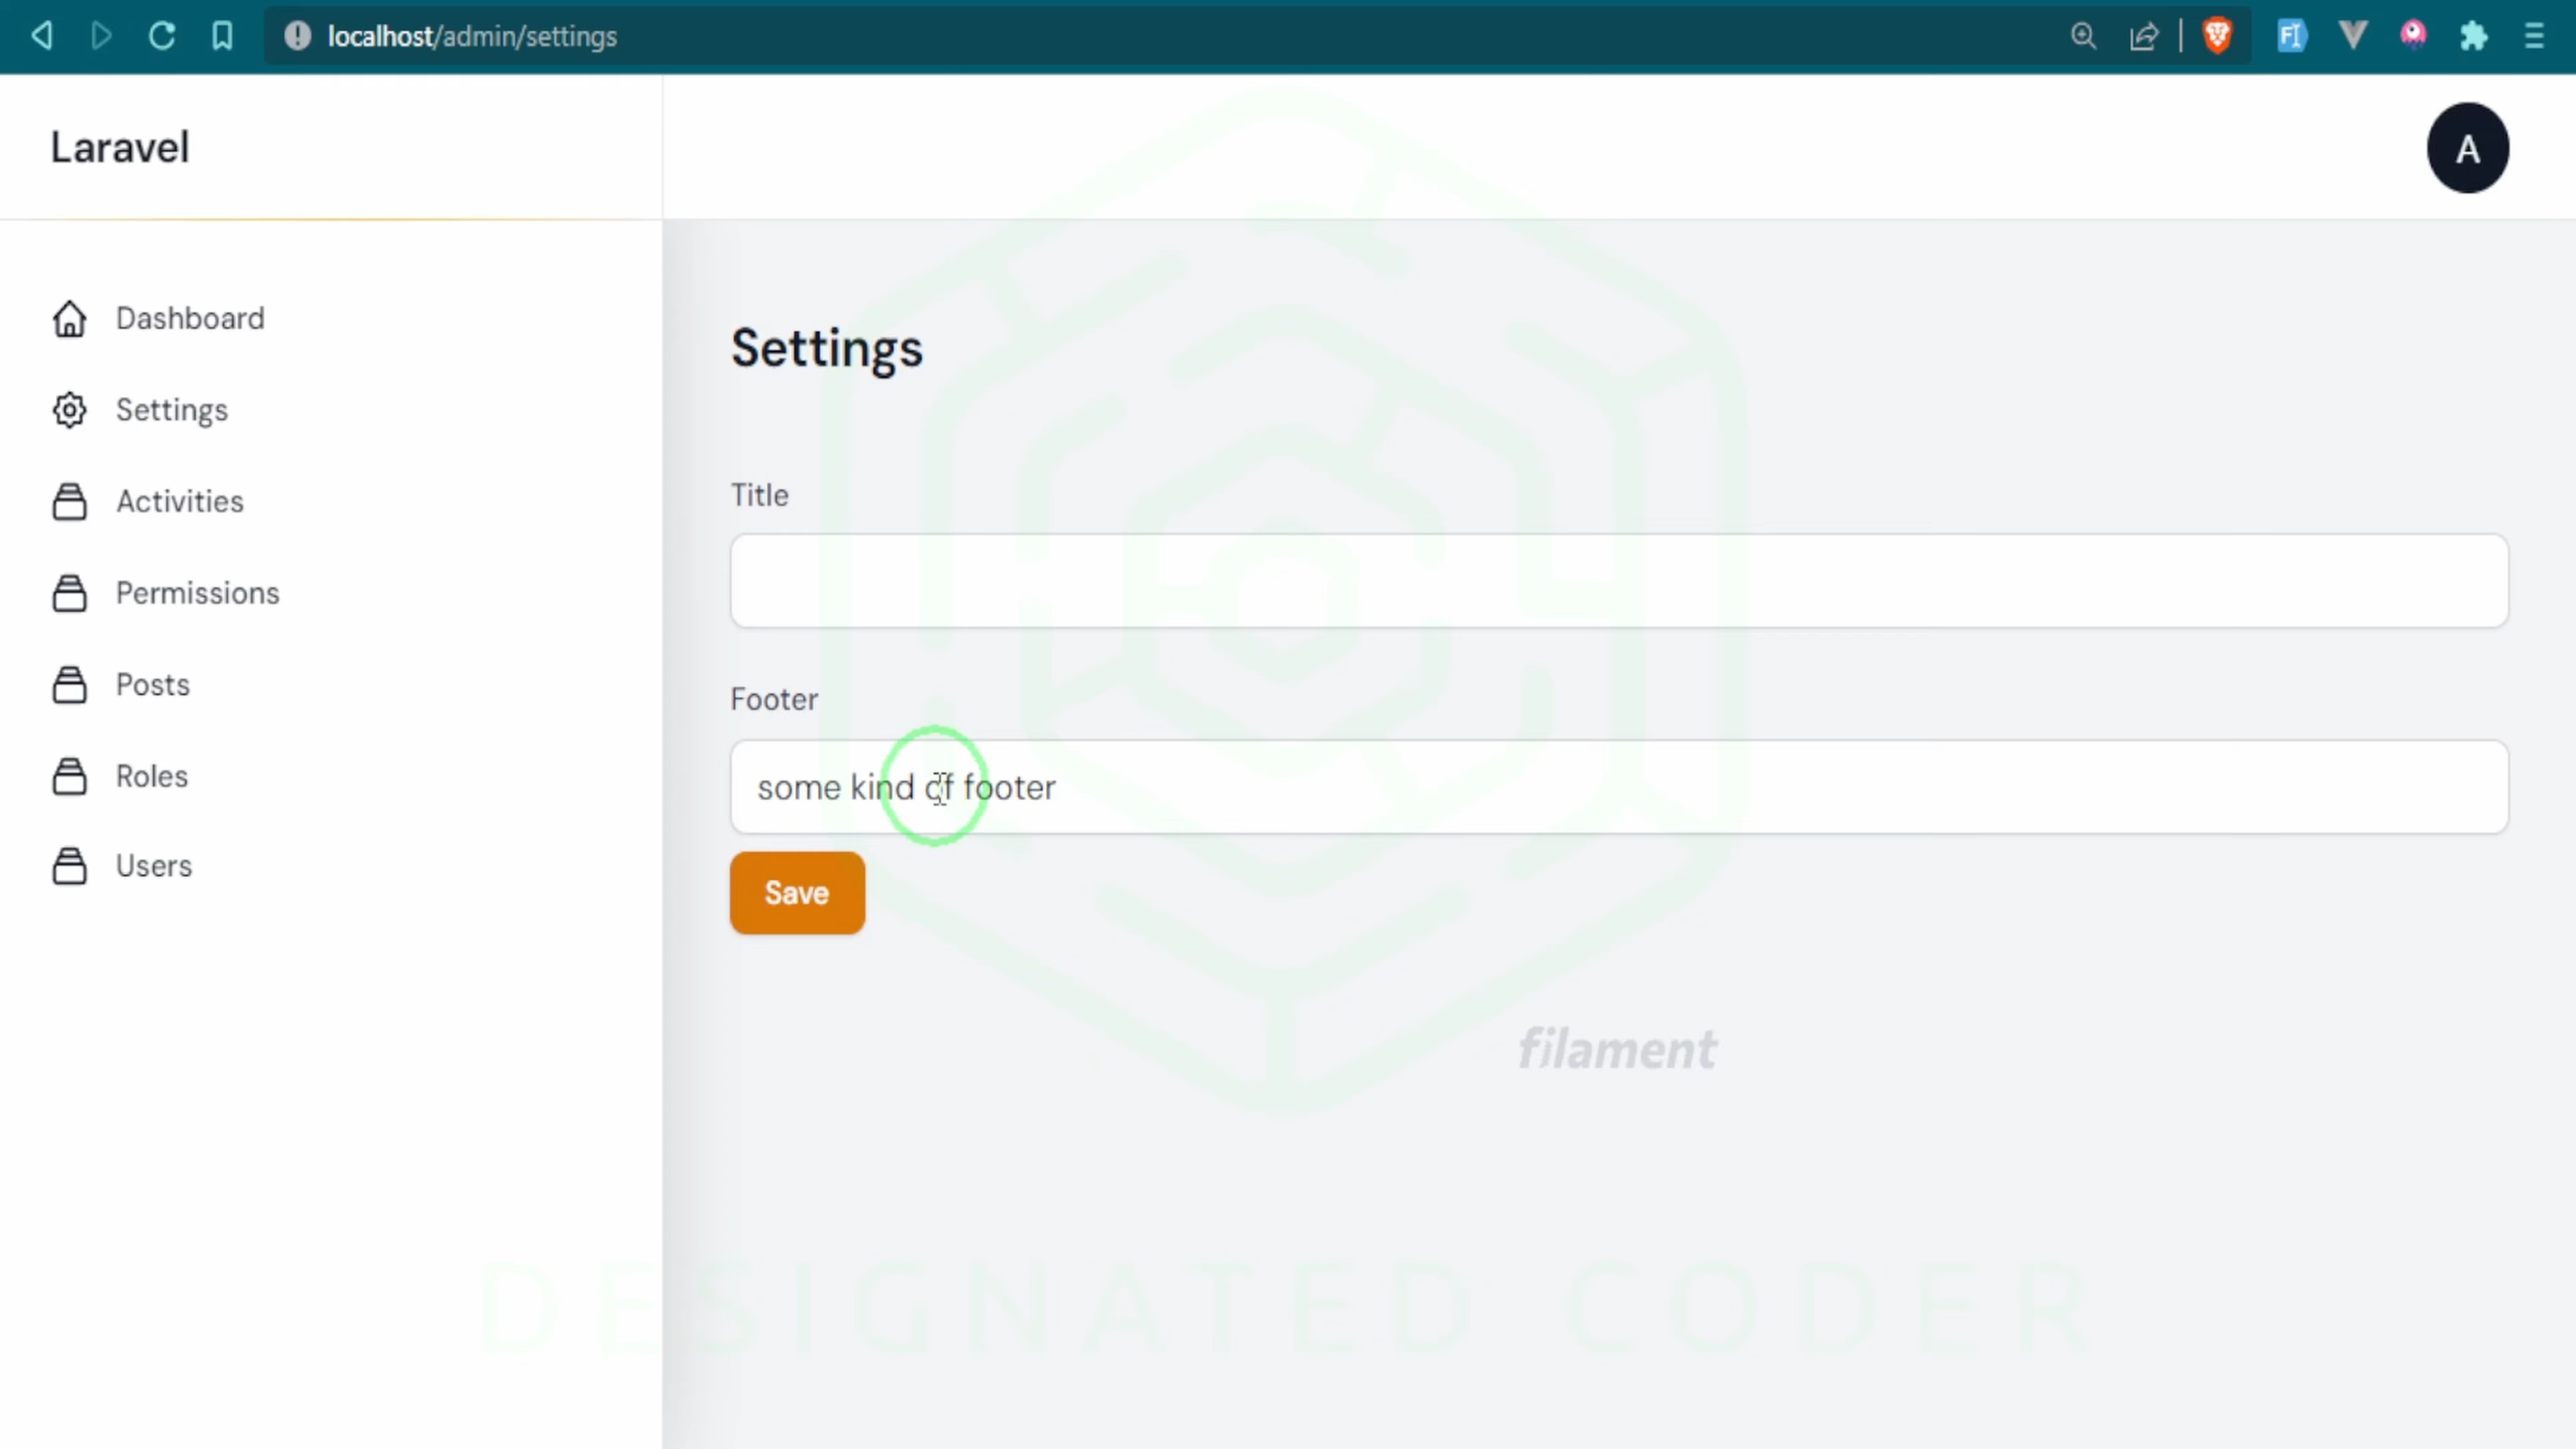 localhost/admin/settings
Laravel
A
Dashboard
Settings
Activities
Permissions
Posts
Roles
Users
Settings
Title
Footer
some kind of footer
Save
filament
DESIGNATED CODER